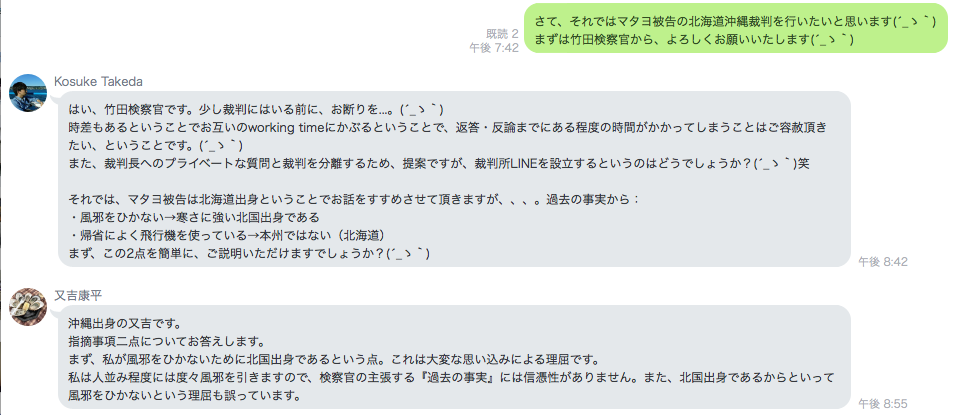 さて、それではマタヨ被告の北海道沖縄裁判を行いたいと思います(´_ゝ｀)
まずは竹田検察官から、よろしくお願いいたします(´_ゝ｀)
既読 2
午後 7:42
Kosuke Takeda
はい、竹田検察官です。少し裁判にはいる前に、お断りを...。(´_ゝ｀)
時差もあるということでお互いのworking timeにかぶるということで、返答・反論までにある程度の時間がかかってしまうことはご容赦頂き
たい、ということです。(´_ゝ｀)
また、裁判長へのプライベートな質問と裁判を分離するため、提案ですが、裁判所LINEを設立するというのはどうでしょうか？(´_ゝ｀)笑
それでは、マタヨ被告は北海道出身ということでお話をすすめさせて頂きますが、、、。過去の事実から：
・風邪をひかない→寒さに強い北国出身である
・帰省によく飛行機を使っている→本州ではない（北海道）
まず、この2点を簡単に、ご説明いただけますでしょうか？(´_ゝ｀)
午後 8:42
又吉康平
沖縄出身の又吉です。
指摘事項二点についてお答えします。
まず、私が風邪をひかないために北国出身であるという点。これは大変な思い込みによる理屈です。
私は人並み程度には度々風邪を引きますので、検察官の主張する『過去の事実』には信憑性がありません。また、北国出身であるからといって
風邪をひかないという理屈も誤っています。
午後 8:55